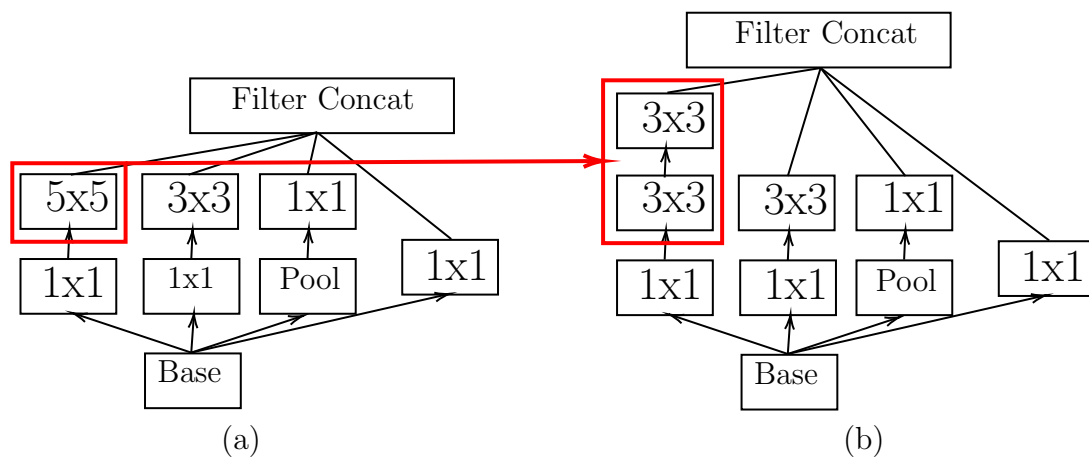 Filter Concat
5x5 3x3 1x1
1x1 1x1 Pool 1x1
Base
(a)
Filter Concat
3x3
3x3 3x3 1x1
1x1 1x1 Pool 1x1
Base
(b)